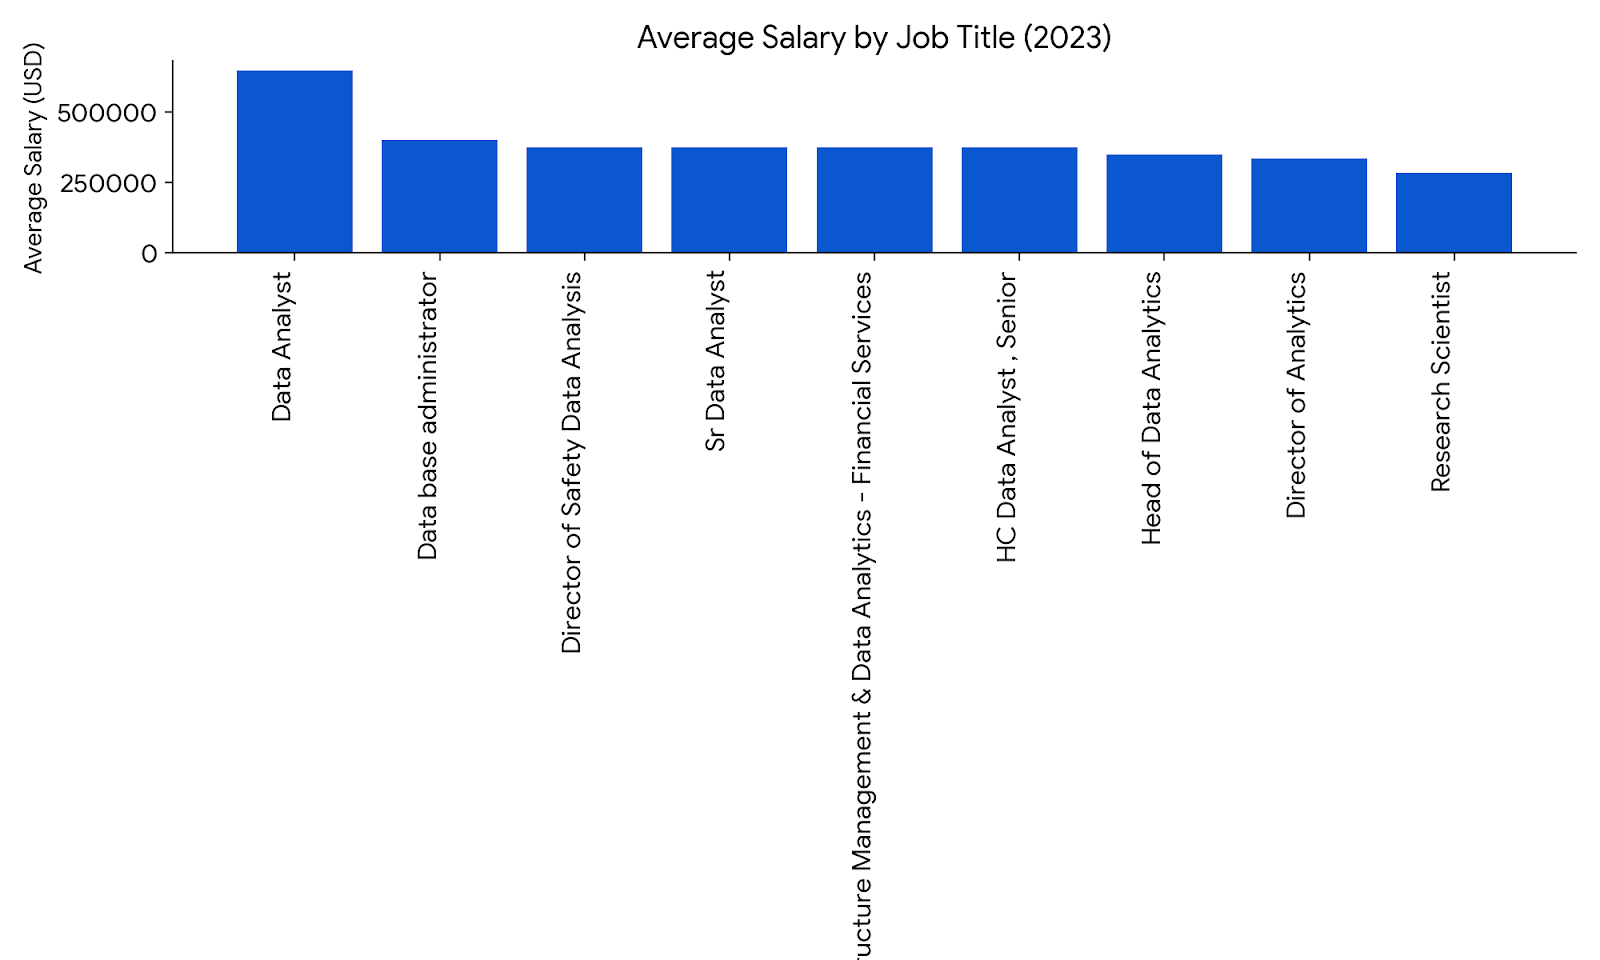 Average Salary by Job Title (2023)
Average Salary (USD)
500000
250000
0
Data Analyst
Data base administrator
Director of Safety Data Analysis
Sr Data Analyst
Management & Data Analytics - Financial Services
HC Data Analyst , Senior
Head of Data Analytics
Director of Analytics
Research Scientist